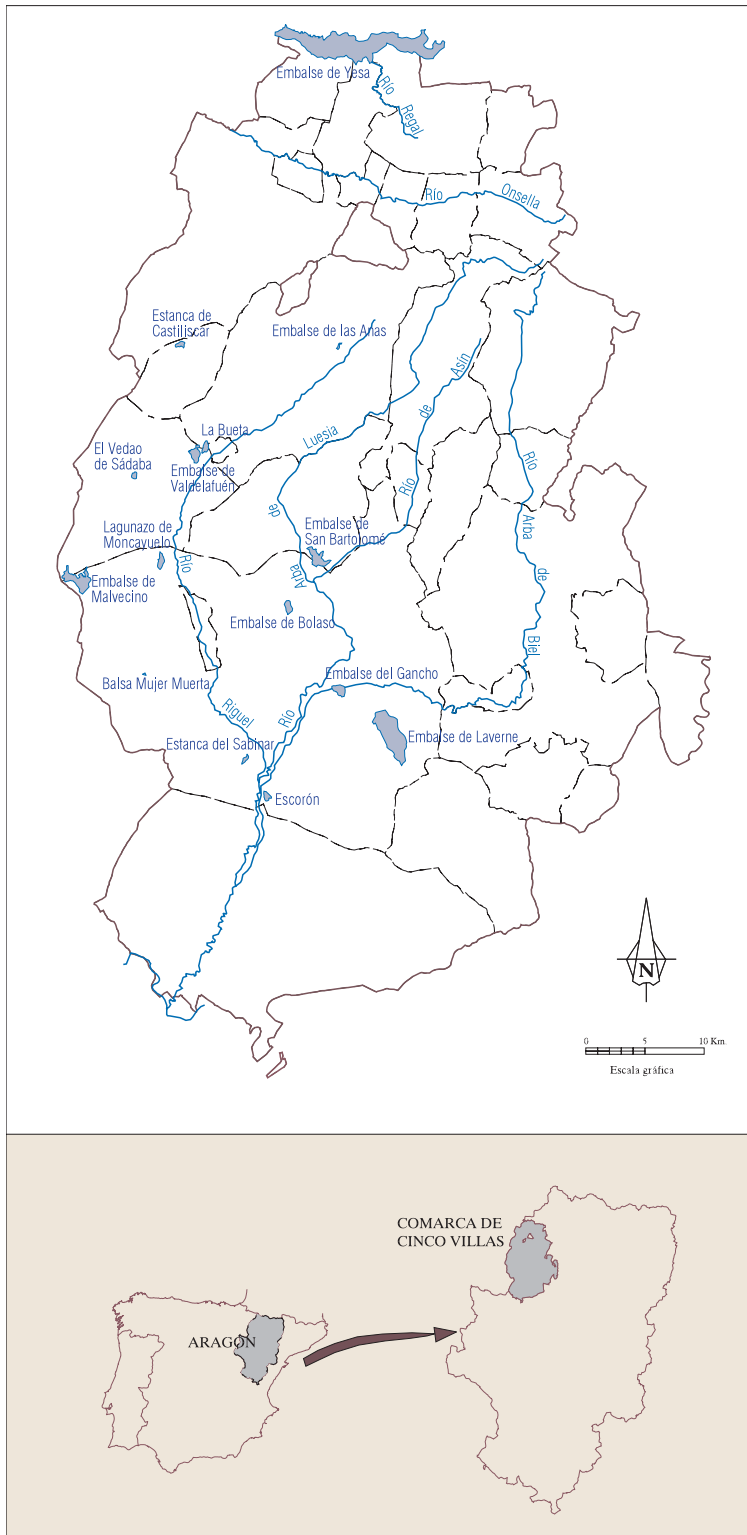 Embalse de Yesa
Río
Regal
Río
Onsella
Estanca de
Castiliscar
Embalse de las Añas
Asín
de
Río
Luesia
de
Arba
Río
La Bueta
El Vedao
de Sádaba
Embalse de
Valdelafuén
Río
Arba
de
Biel
Lagunazo de
Moncayuelo
Embalse de
San Bartolomé
Río
Riguel
Embalse de
Malvecino
Embalse de Bolaso
Balsa Mujer Muerta
Embalse del Gancho
Estanca del Sabinar
Embalse de Laverne
Escorón
N
0 5 10 Km.
Escala gráfica
COMARCA DE
CINCO VILLAS
ARAGÓN